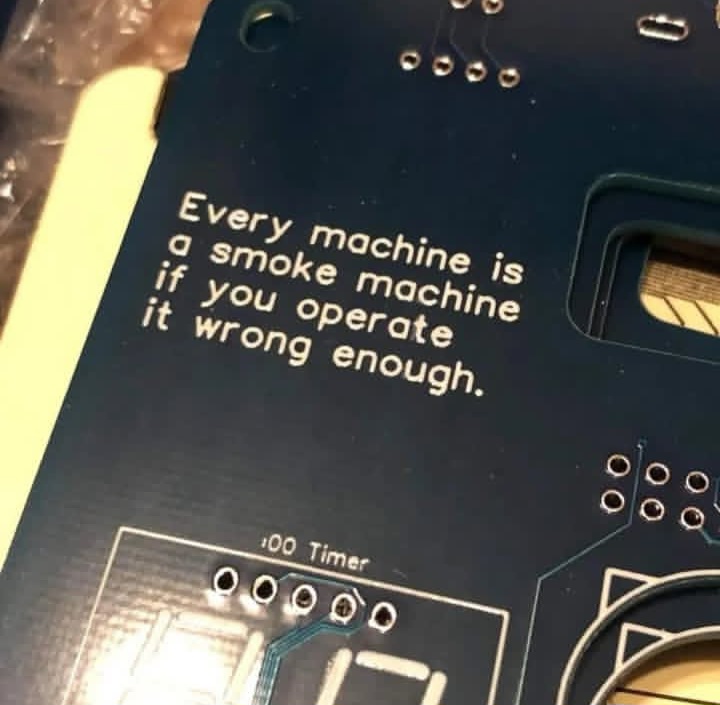 Every machine is
a smoke machine
if you operate
it wrong enough.
:00 Timer